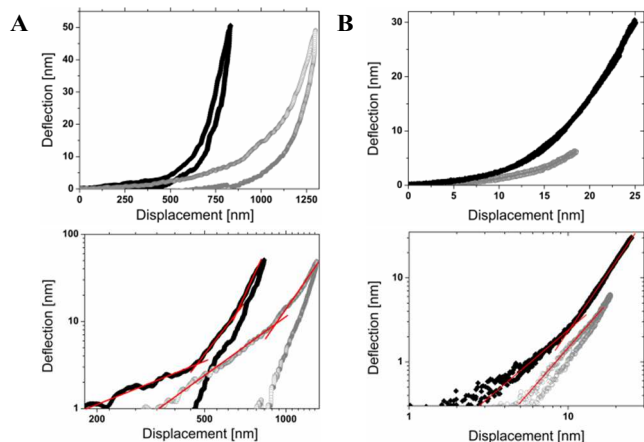 A
B
50
40
30
20
10
0
Deflection [nm]
0 250 500 750 1000 1250
Displacement [nm]
30
20
10
0
Deflection [nm]
0 5 10 15 20 25
Displacement [nm]
100
10
1
Deflection [nm]
200 500 1000
Displacement [nm]
10
1
Deflection [nm]
1 10
Displacement [nm]